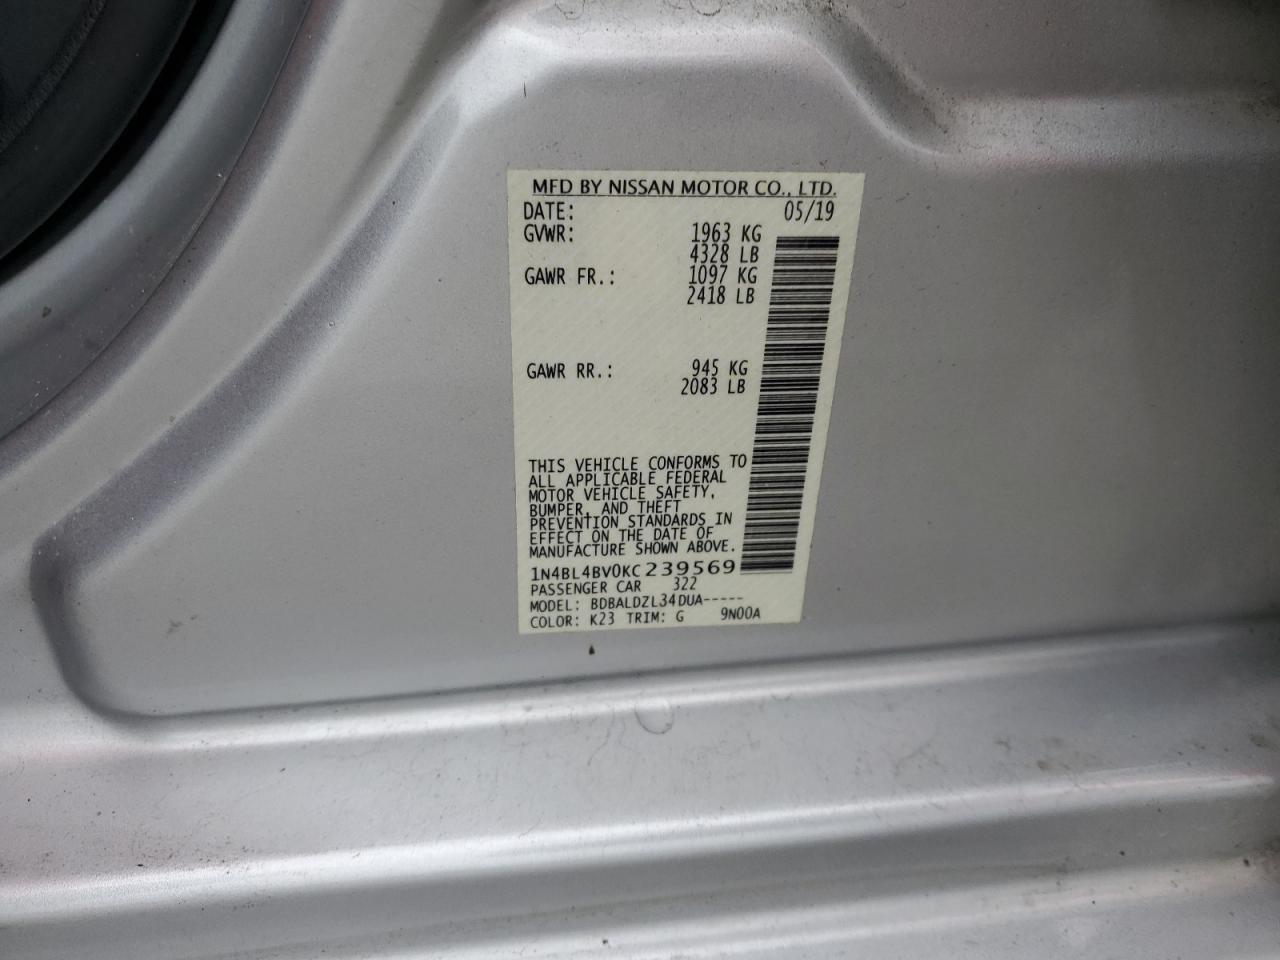 MFD BY NISSAN MOTOR CO., LTD.
DATE: 05/19
GVWR: 1963 KG
4328 LB
GAWR FR.: 1097 KG
2418 LB
GAWR RR.: 945 KG
2083 LB
THIS VEHICLE CONFORMS TO
ALL APPLICABLE FEDERAL
MOTOR VEHICLE SAFETY,
BUMPER, AND THEFT
PREVENTION STANDARDS IN
EFFECT ON THE DATE OF
MANUFACTURE SHOWN ABOVE.
1N4BL4BV0KC239569
PASSENGER CAR 322
MODEL: BDBALDZL34DUA-----
COLOR: K23 TRIM: G 9N00A